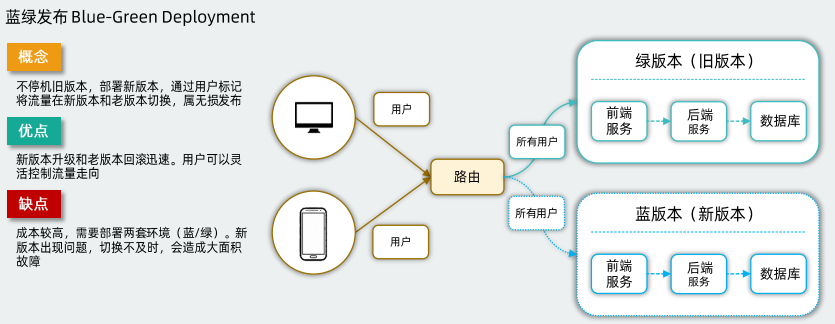 蓝绿发布 Blue-Green Deployment
概念
不停机旧版本，部署新版本，通过用户标记
将流量在新版本和老版本切换，属无损发布
优点
新版本升级和老版本回滚迅速。用户可以灵
活控制流量走向
缺点
成本较高，需要部署两套环境（蓝/绿）。新
版本出现问题，切换不及时，会造成大面积
故障
用户
用户
路由
所有用户
所有用户
绿版本（旧版本）
前端
服务
后端
服务
数据库
蓝版本（新版本）
前端
服务
后端
服务
数据库